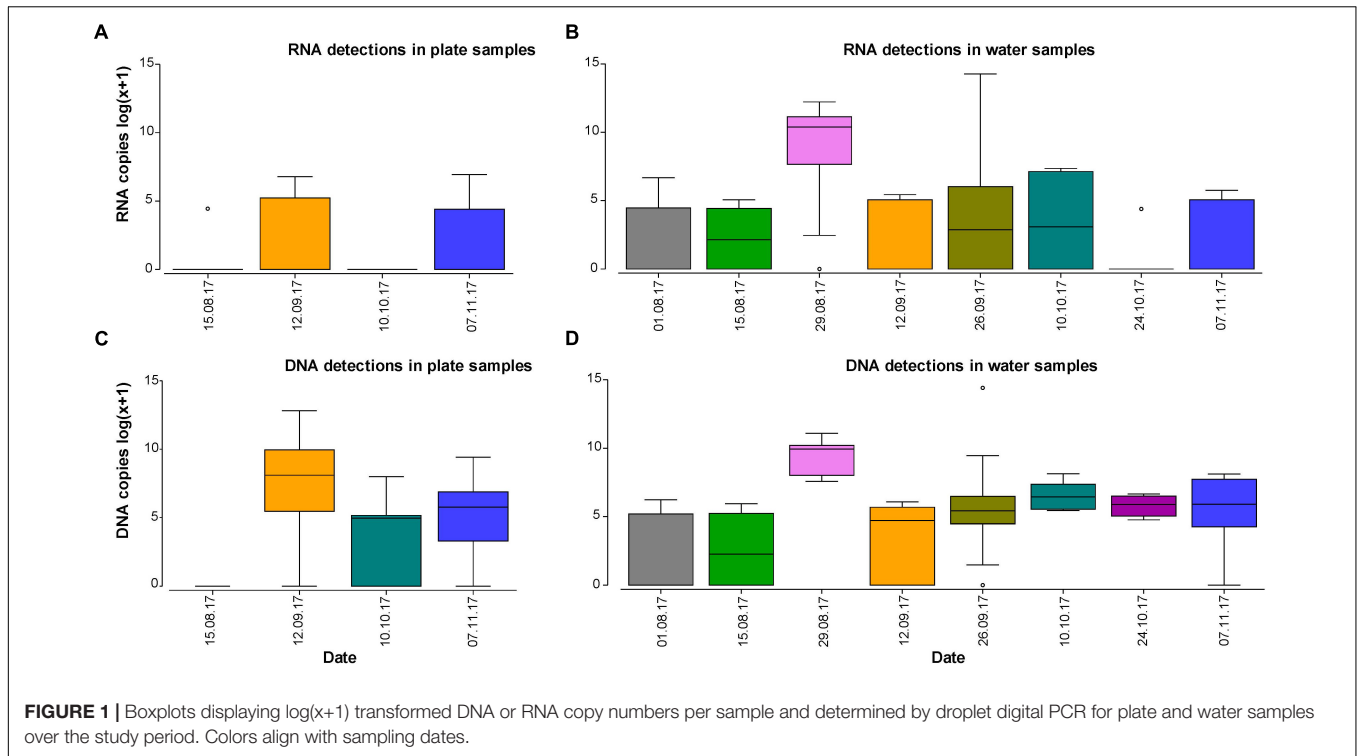 A
RNA detections in plate samples
RNA copies log(x+1)
15
10
5
0
15.08.17
12.09.17
10.10.17
07.11.17
B
RNA detections in water samples
15
10
5
0
01.08.17
15.08.17
29.08.17
12.09.17
26.09.17
10.10.17
24.10.17
07.11.17
C
DNA detections in plate samples
DNA copies log(x+1)
15
10
5
0
15.08.17
12.09.17
10.10.17
07.11.17
Date
D
DNA detections in water samples
15
10
5
0
01.08.17
15.08.17
29.08.17
12.09.17
26.09.17
10.10.17
24.10.17
07.11.17
Date
FIGURE 1 | Boxplots displaying log(x+1) transformed DNA or RNA copy numbers per sample and determined by droplet digital PCR for plate and water samples
over the study period. Colors align with sampling dates.